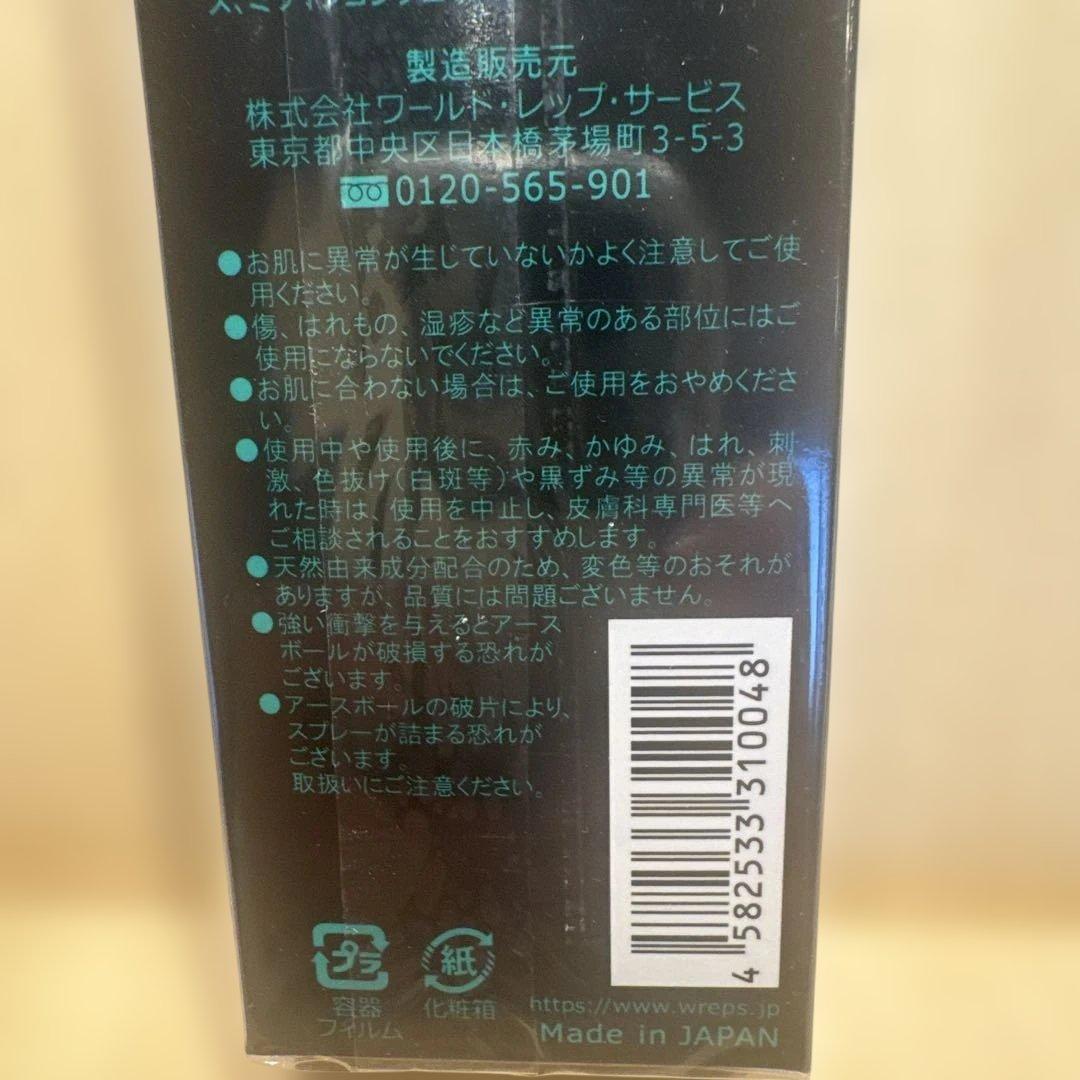 製造販売元
株式会社ワールド・レップ・サービス
東京都中央区日本橋茅場町3-5-3
0120-565-901
●お肌に異常が生じていないかよく注意してご使
用ください。
●傷、はれもの、湿疹など異常のある部位にはご
使用にならないでください。
●お肌に合わない場合は、ご使用をおやめくださ
い。
●使用中や使用後に、赤み、かゆみ、はれ、刺
激、色抜け(白斑等)や黒ずみ等の異常が現
れた時は、使用を中止し、皮膚科専門医等へ
ご相談されることをおすすめします。
●天然由来成分配合のため、変色等のおそれが
ありますが、品質には問題ございません。
●強い衝撃を与えるとアース
ボールが破損する恐れが
ございます。
●アースボールの破片により、
スプレーが詰まる恐れが
ございます。
取扱いにご注意ください。
4 582533 310048
プラ
容器
フィルム
紙
化粧箱
https://www.wreps.jp
Made in JAPAN